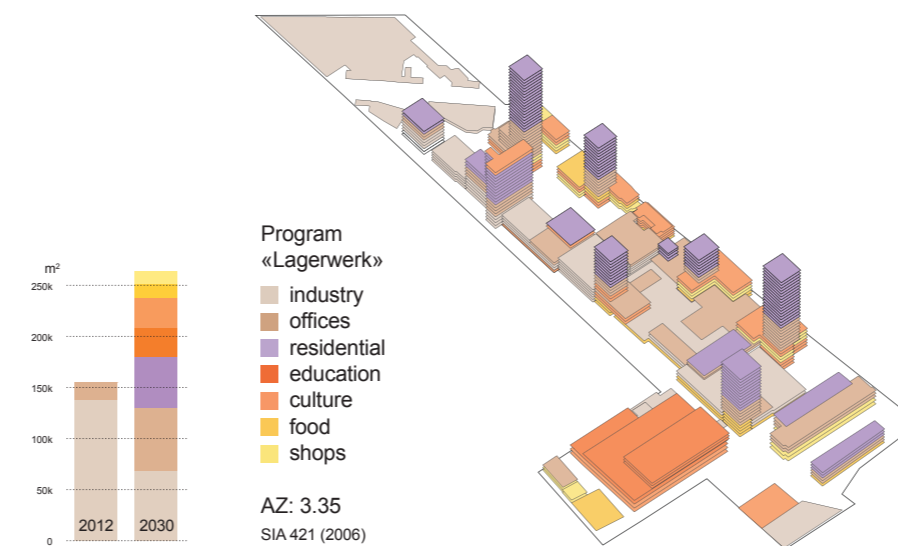 m²
250k
200k
150k
100k
50k
0
2012
2030
Program
«Lagerwerk»
industry
offices
residential
education
culture
food
shops
AZ: 3.35
SIA 421 (2006)